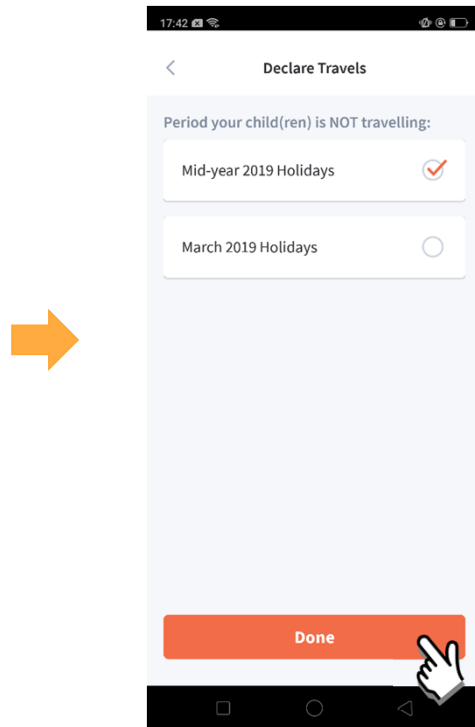 17:42
Declare Travels
Period your child(ren) is NOT travelling:
Mid-year 2019 Holidays
March 2019 Holidays
Done